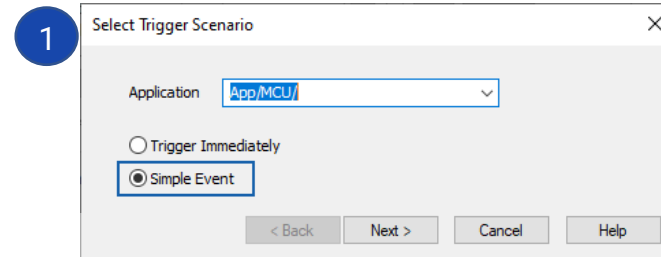 1
Select Trigger Scenario
Application App/MCU/
Trigger Immediately
Simple Event
< Back Next > Cancel Help